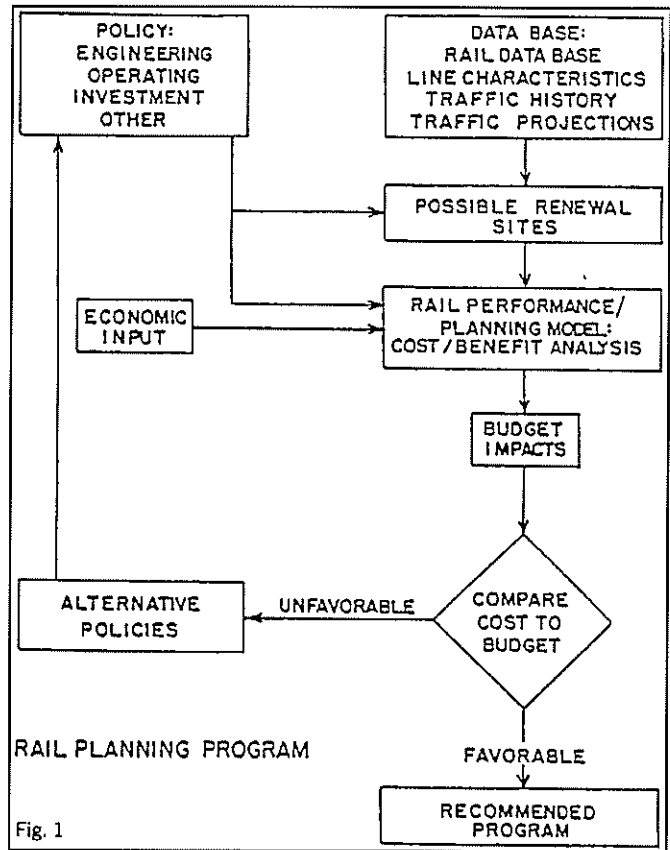 POLICY:
ENGINEERING
OPERATING
INVESTMENT
OTHER
DATA BASE:
RAIL DATA BASE
LINE CHARACTERISTICS
TRAFFIC HISTORY
TRAFFIC PROJECTIONS
POSSIBLE RENEWAL
SITES
ECONOMIC
INPUT
RAIL PERFORMANCE/
PLANNING MODEL:
COST/BENEFIT ANALYSIS
BUDGET
IMPACTS
ALTERNATIVE
POLICIES
UNFAVORABLE
COMPARE
COST TO
BUDGET
RAIL PLANNING PROGRAM
FAVORABLE
RECOMMENDED
PROGRAM
Fig. 1